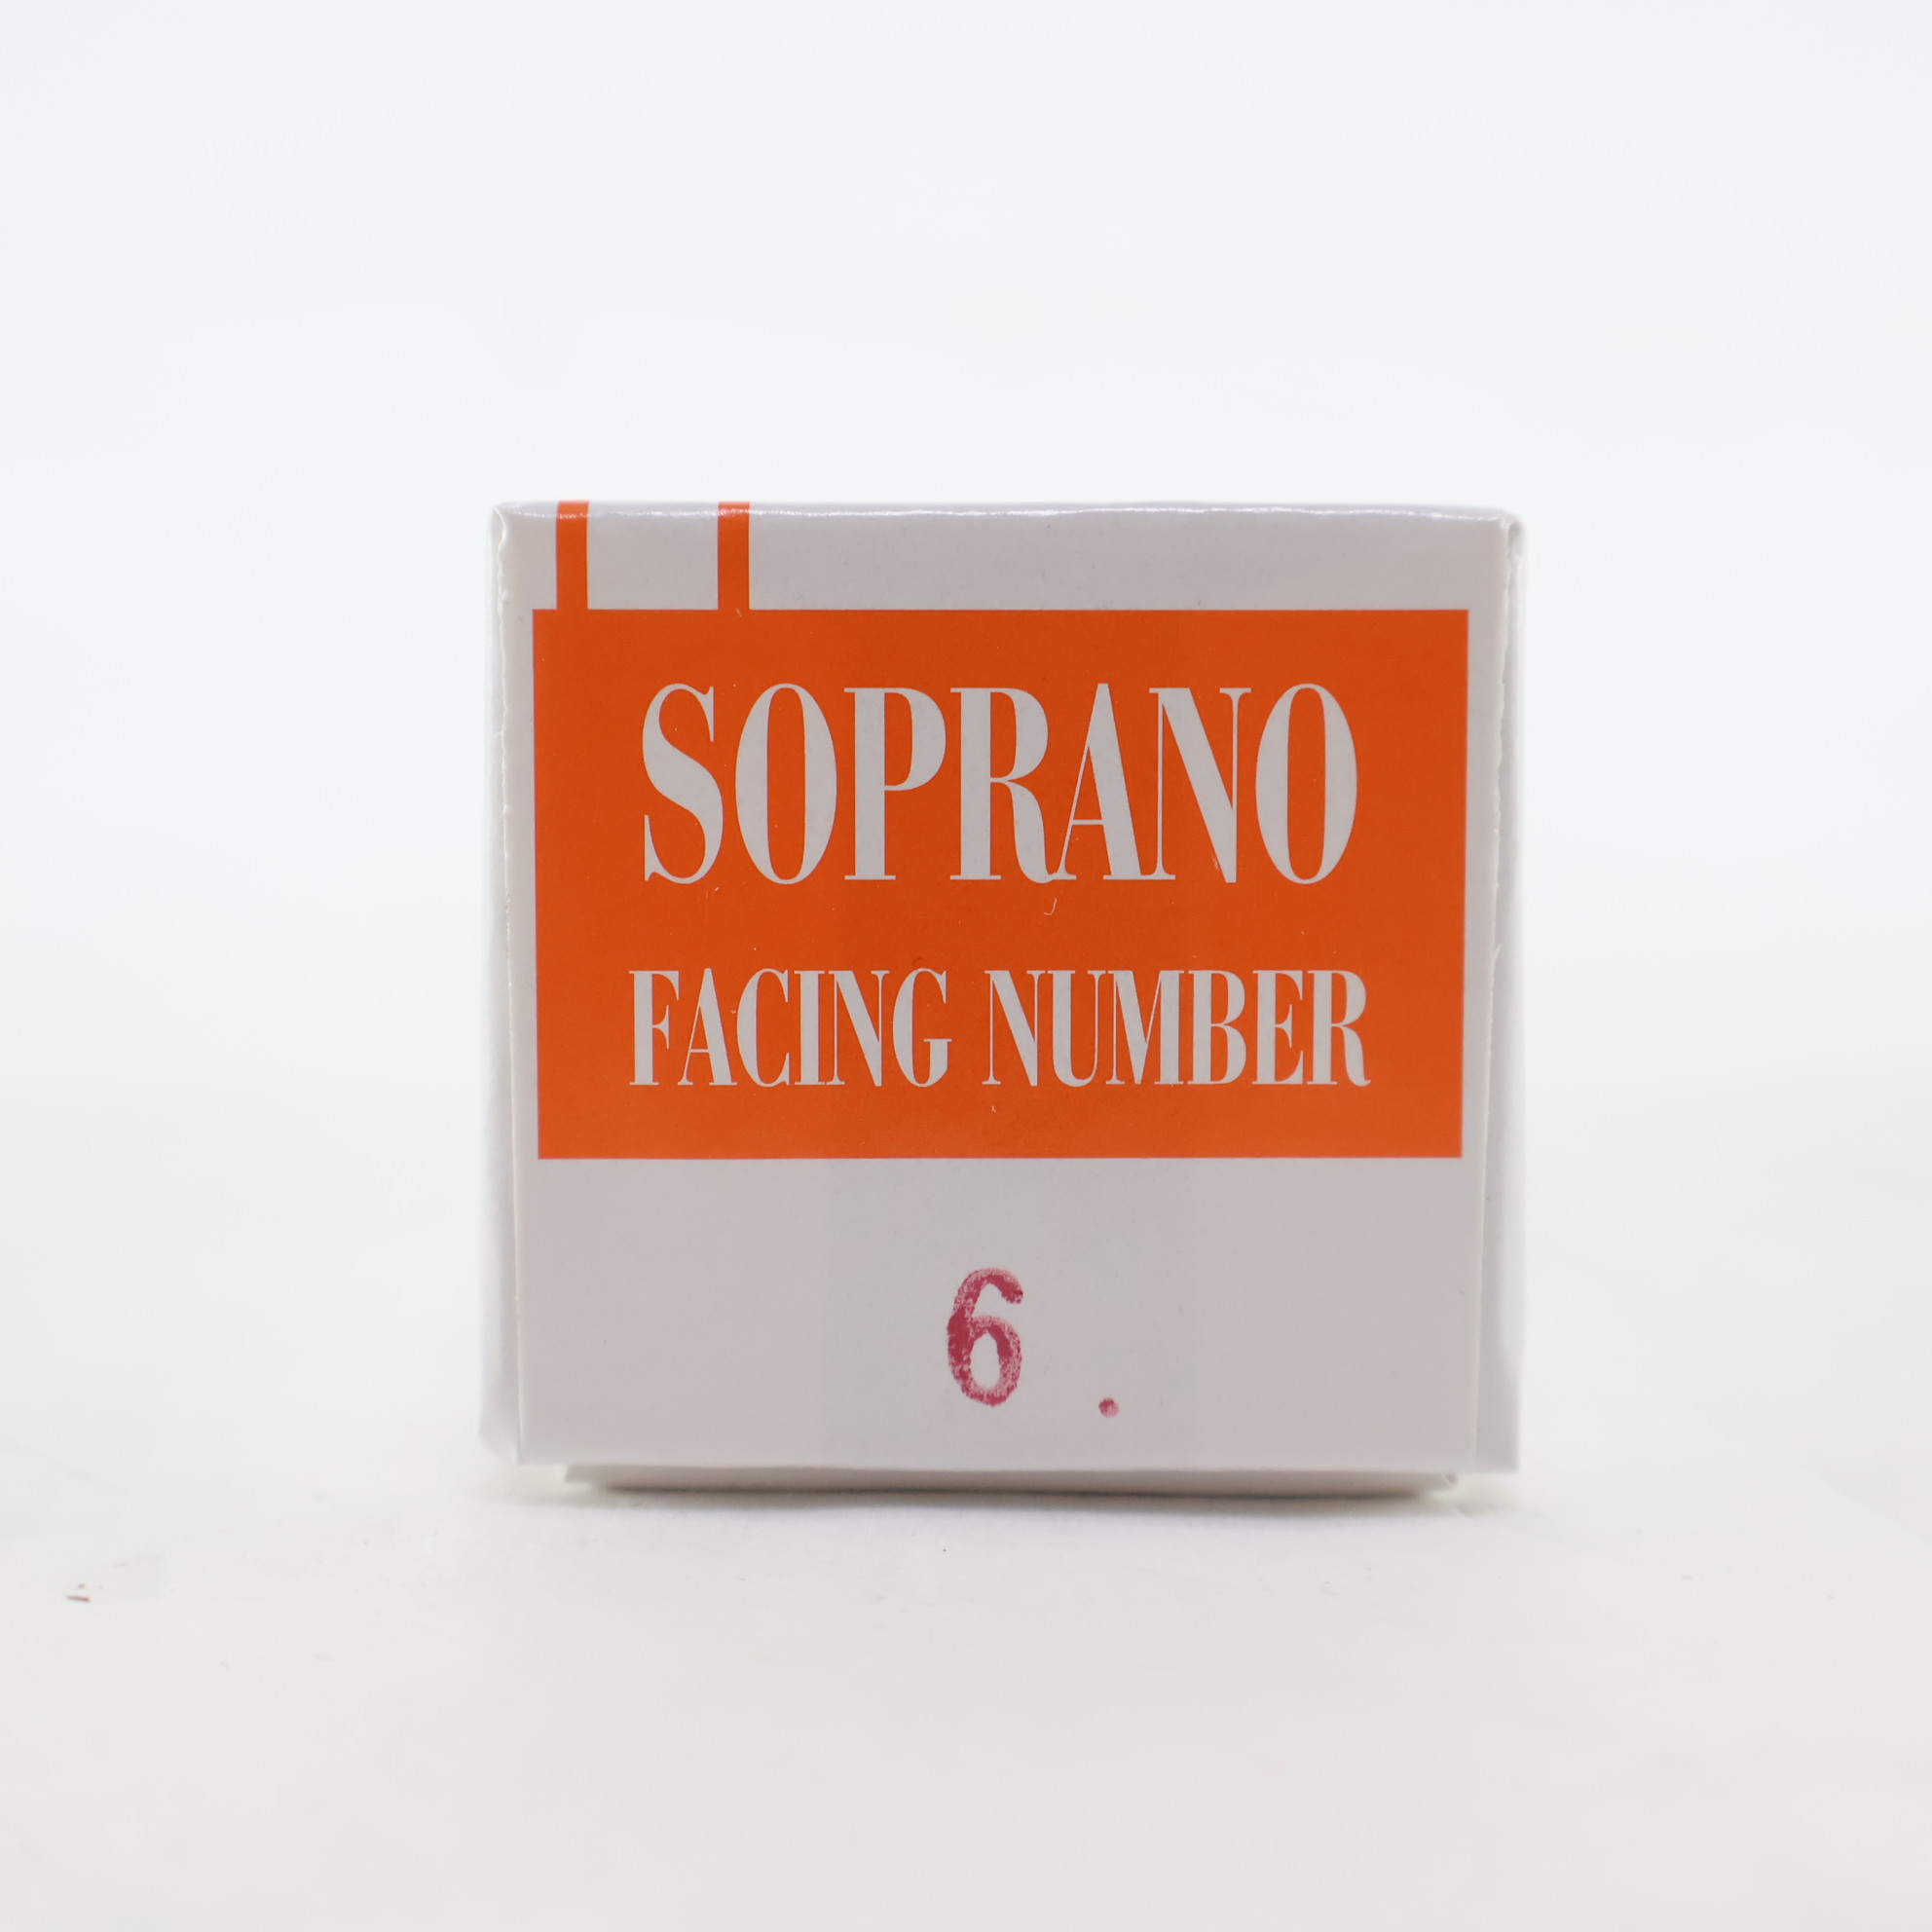 SOPRANO
FACING NUMBER
6 .